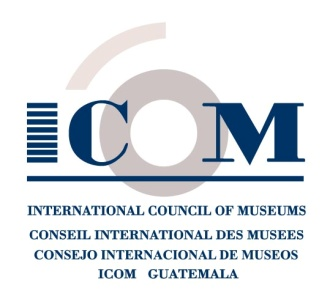 ICOM
INTERNATIONAL COUNCIL OF MUSEUMS
CONSEIL INTERNATIONAL DES MUSEES
CONSEJO INTERNACIONAL DE MUSEOS
ICOM GUATEMALA